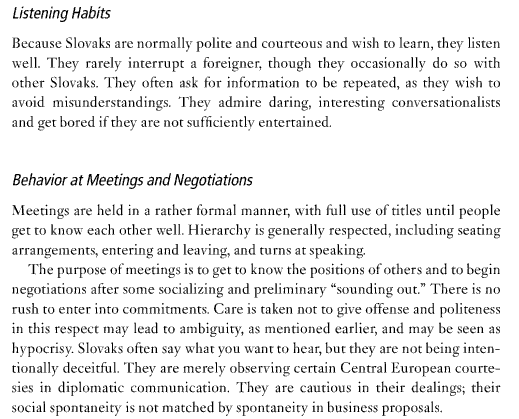 Listening Habits
Because Slovaks are normally polite and courteous and wish to learn, they listen
well. They rarely interrupt a foreigner, though they occasionally do so with
other Slovaks. They often ask for information to be repeated, as they wish to
avoid misunderstandings. They admire daring, interesting conversationalists
and get bored if they are not sufficiently entertained.
Behavior at Meetings and Negotiations
Meetings are held in a rather formal manner, with full use of titles until people
get to know each other well. Hierarchy is generally respected, including seating
arrangements, entering and leaving, and turns at speaking.
The purpose of meetings is to get to know the positions of others and to begin
negotiations after some socializing and preliminary “sounding out.” There is no
rush to enter into commitments. Care is taken not to give offense and politeness
in this respect may lead to ambiguity, as mentioned earlier, and may be seen as
hypocrisy. Slovaks often say what you want to hear, but they are not being inten-
tionally deceitful. They are merely observing certain Central European courte-
sies in diplomatic communication. They are cautious in their dealings; their
social spontaneity is not matched by spontaneity in business proposals.